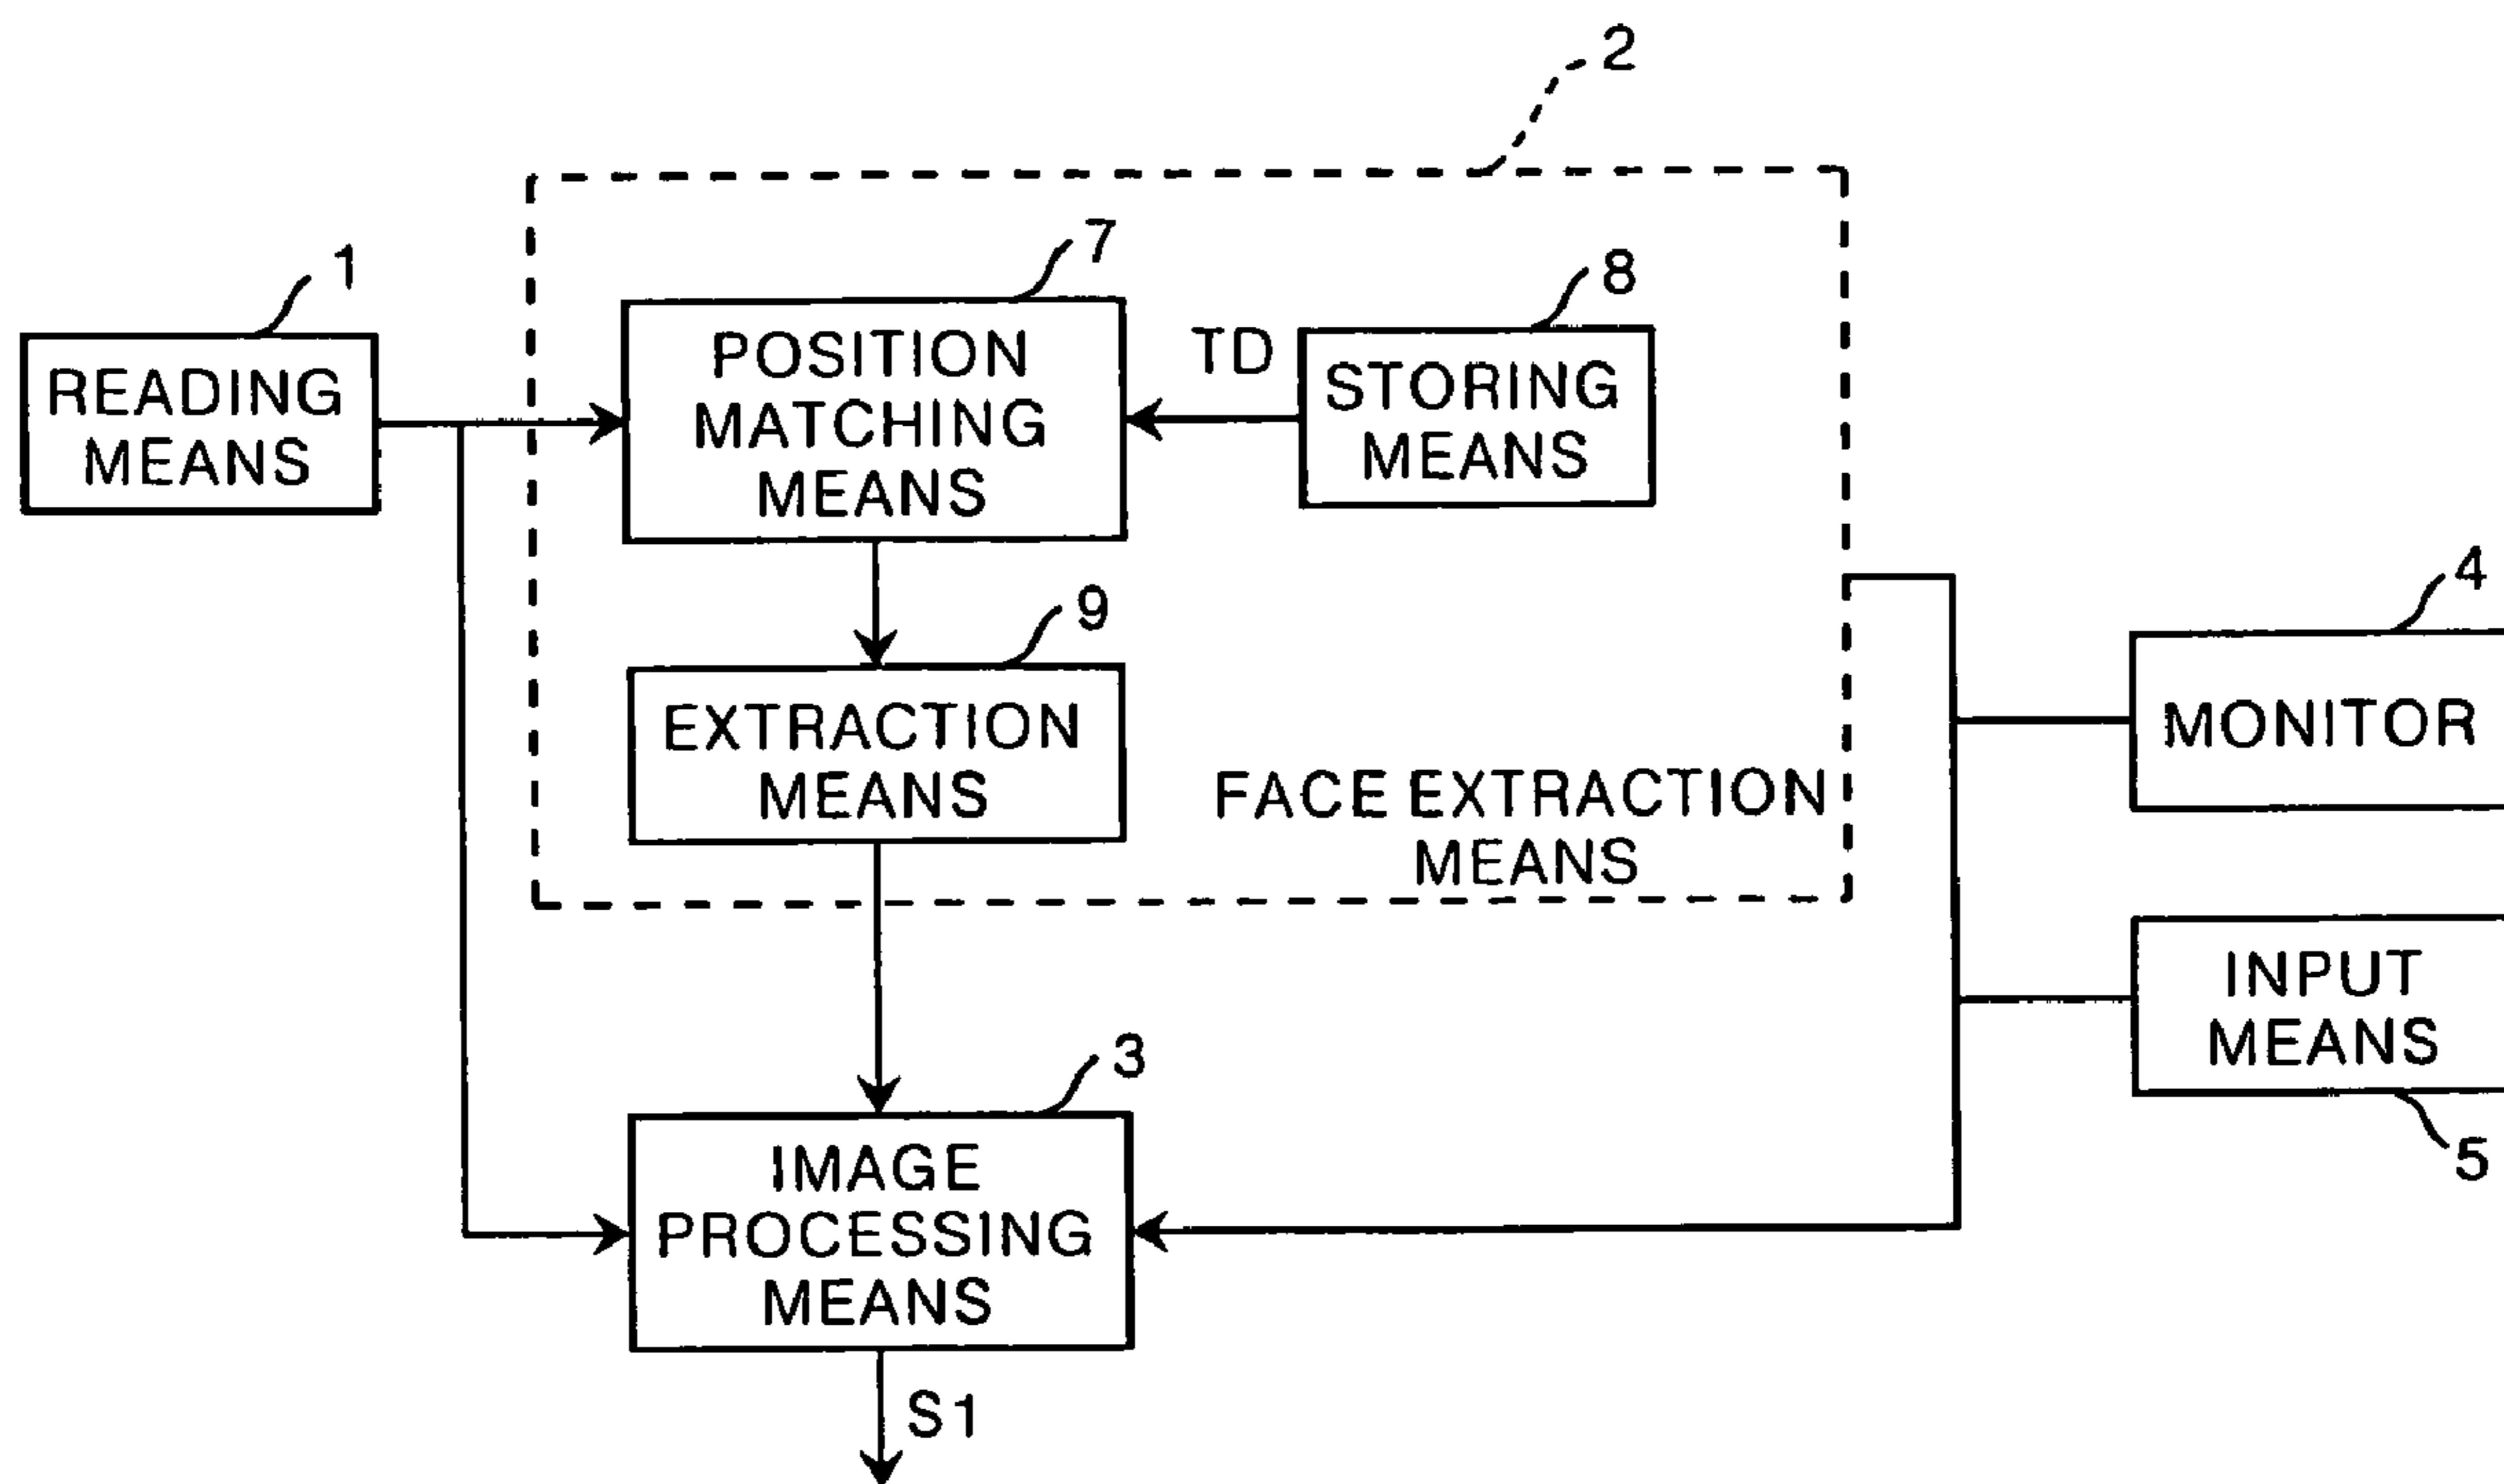 2
1
READING
MEANS
7
POSITION
MATCHING
MEANS
TD
8
STORING
MEANS
9
EXTRACTION
MEANS
FACE EXTRACTION
MEANS
4
MONITOR
INPUT
MEANS
5
3
IMAGE
PROCESSING
MEANS
S1